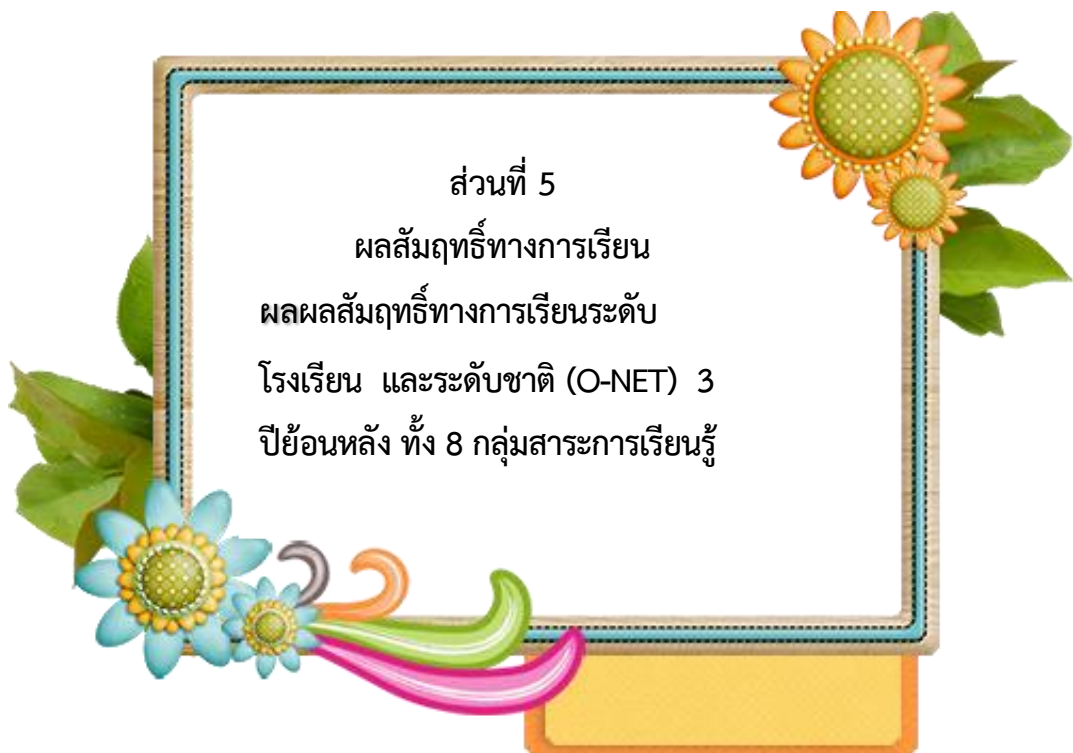 ส่วนที่ 5
ผลสัมฤทธิ์ทางการเรียน
ผลผลสัมฤทธิ์ทางการเรียนระดับ
โรงเรียน และระดับชาติ (O-NET) 3
ปีย้อนหลัง ทั้ง 8 กลุ่มสาระการเรียนรู้